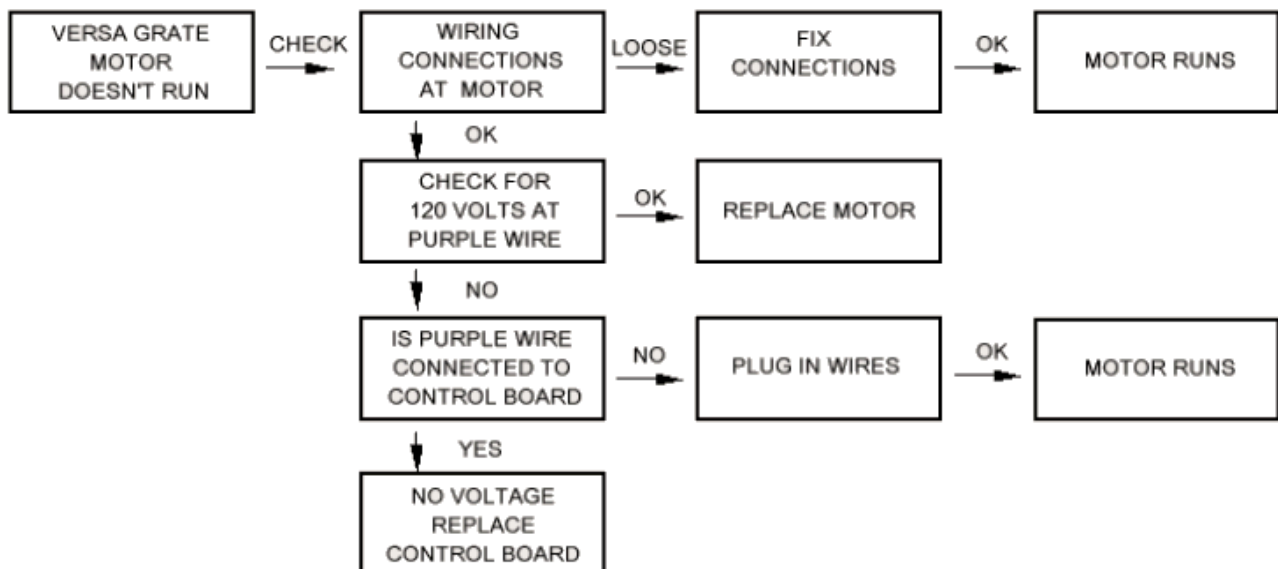 VERSA GRATE
MOTOR
DOESN'T RUN
CHECK
WIRING
CONNECTIONS
AT MOTOR
LOOSE
FIX
CONNECTIONS
OK
MOTOR RUNS
OK
CHECK FOR
120 VOLTS AT
PURPLE WIRE
OK
REPLACE MOTOR
NO
IS PURPLE WIRE
CONNECTED TO
CONTROL BOARD
NO
PLUG IN WIRES
OK
MOTOR RUNS
YES
NO VOLTAGE
REPLACE
CONTROL BOARD